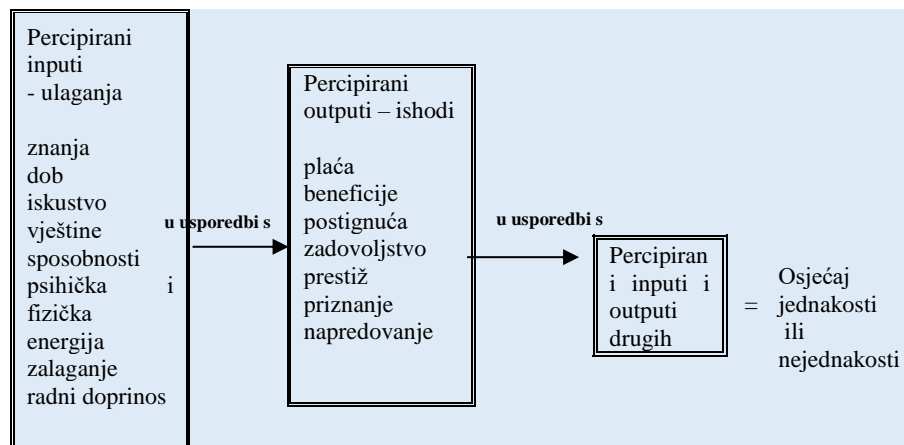 Percipirani
inputi
- ulaganja
znanja
dob
iskustvo
vještine
sposobnosti
psihička i
fizička
energija
zalaganje
radni doprinos
u usporedbi s
Percipirani
outputi – ishodi
plaća
beneficije
postignuća
zadovoljstvo
prestiž
priznanje
napredovanje
u usporedbi s
Percipiran
i inputi i
outputi
drugih
=
Osjećaj
jednakosti
ili
nejednakosti